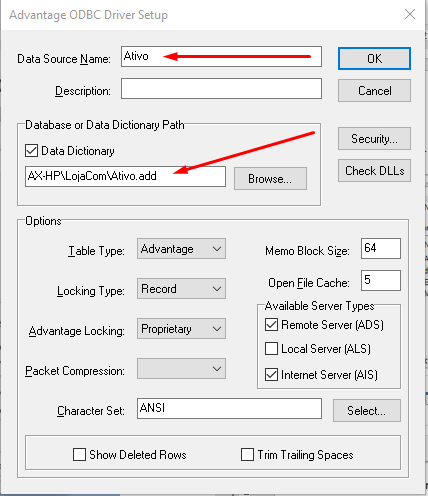 Advantage ODBC Driver Setup
Data Source Name: Ativo OK
Description: Cancel
Database or Data Dictionary Path
Data Dictionary Security...
AX-HP\LojaCom\Ativo.add Browse... Check DLLs
Options
Table Type: Advantage Memo Block Size: 64
Open File Cache: 5
Locking Type: Record
Available Server Types
Advantage Locking: Proprietary Remote Server (ADS)
Local Server (ALS)
Packet Compression:
Internet Server (AIS)
Character Set: ANSI Select...
Show Deleted Rows Trim Trailing Spaces